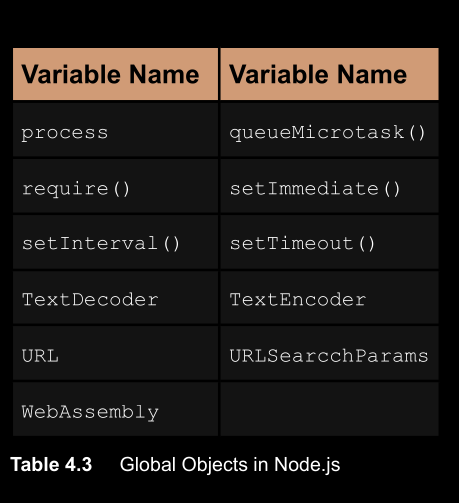 Variable Name Variable Name
process queueMicrotask()
require() setImmediate()
setInterval() setTimeout()
TextDecoder TextEncoder
URL URLSearcchParams
WebAssembly
Table 4.3 Global Objects in Node.js